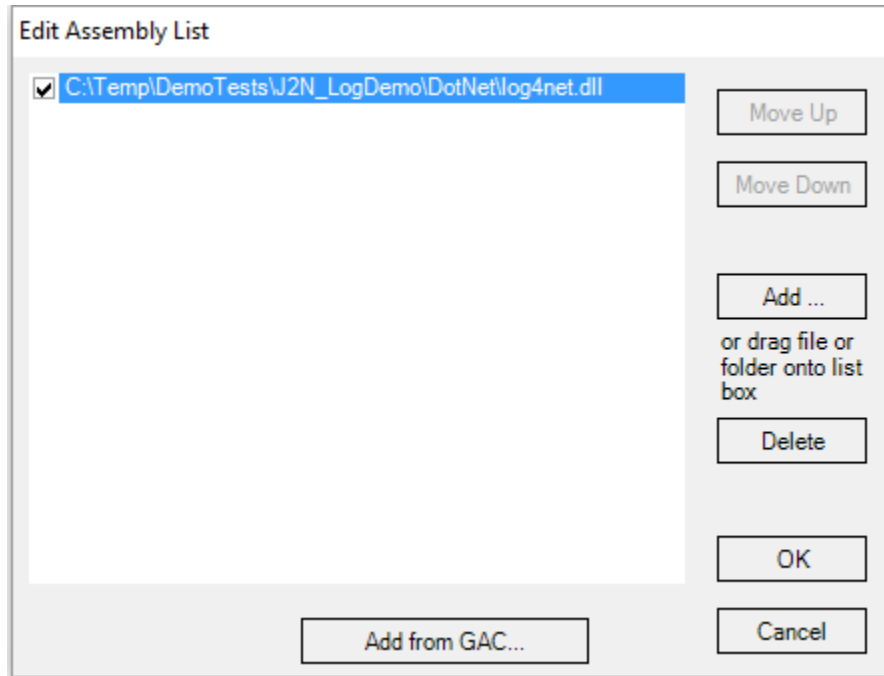 Edit Assembly List
C:\Temp\DemoTests\J2N_LogDemo\DotNet\log4net.dll
Move Up
Move Down
Add ...
or drag file or
folder onto list
box
Delete
OK
Cancel
Add from GAC...